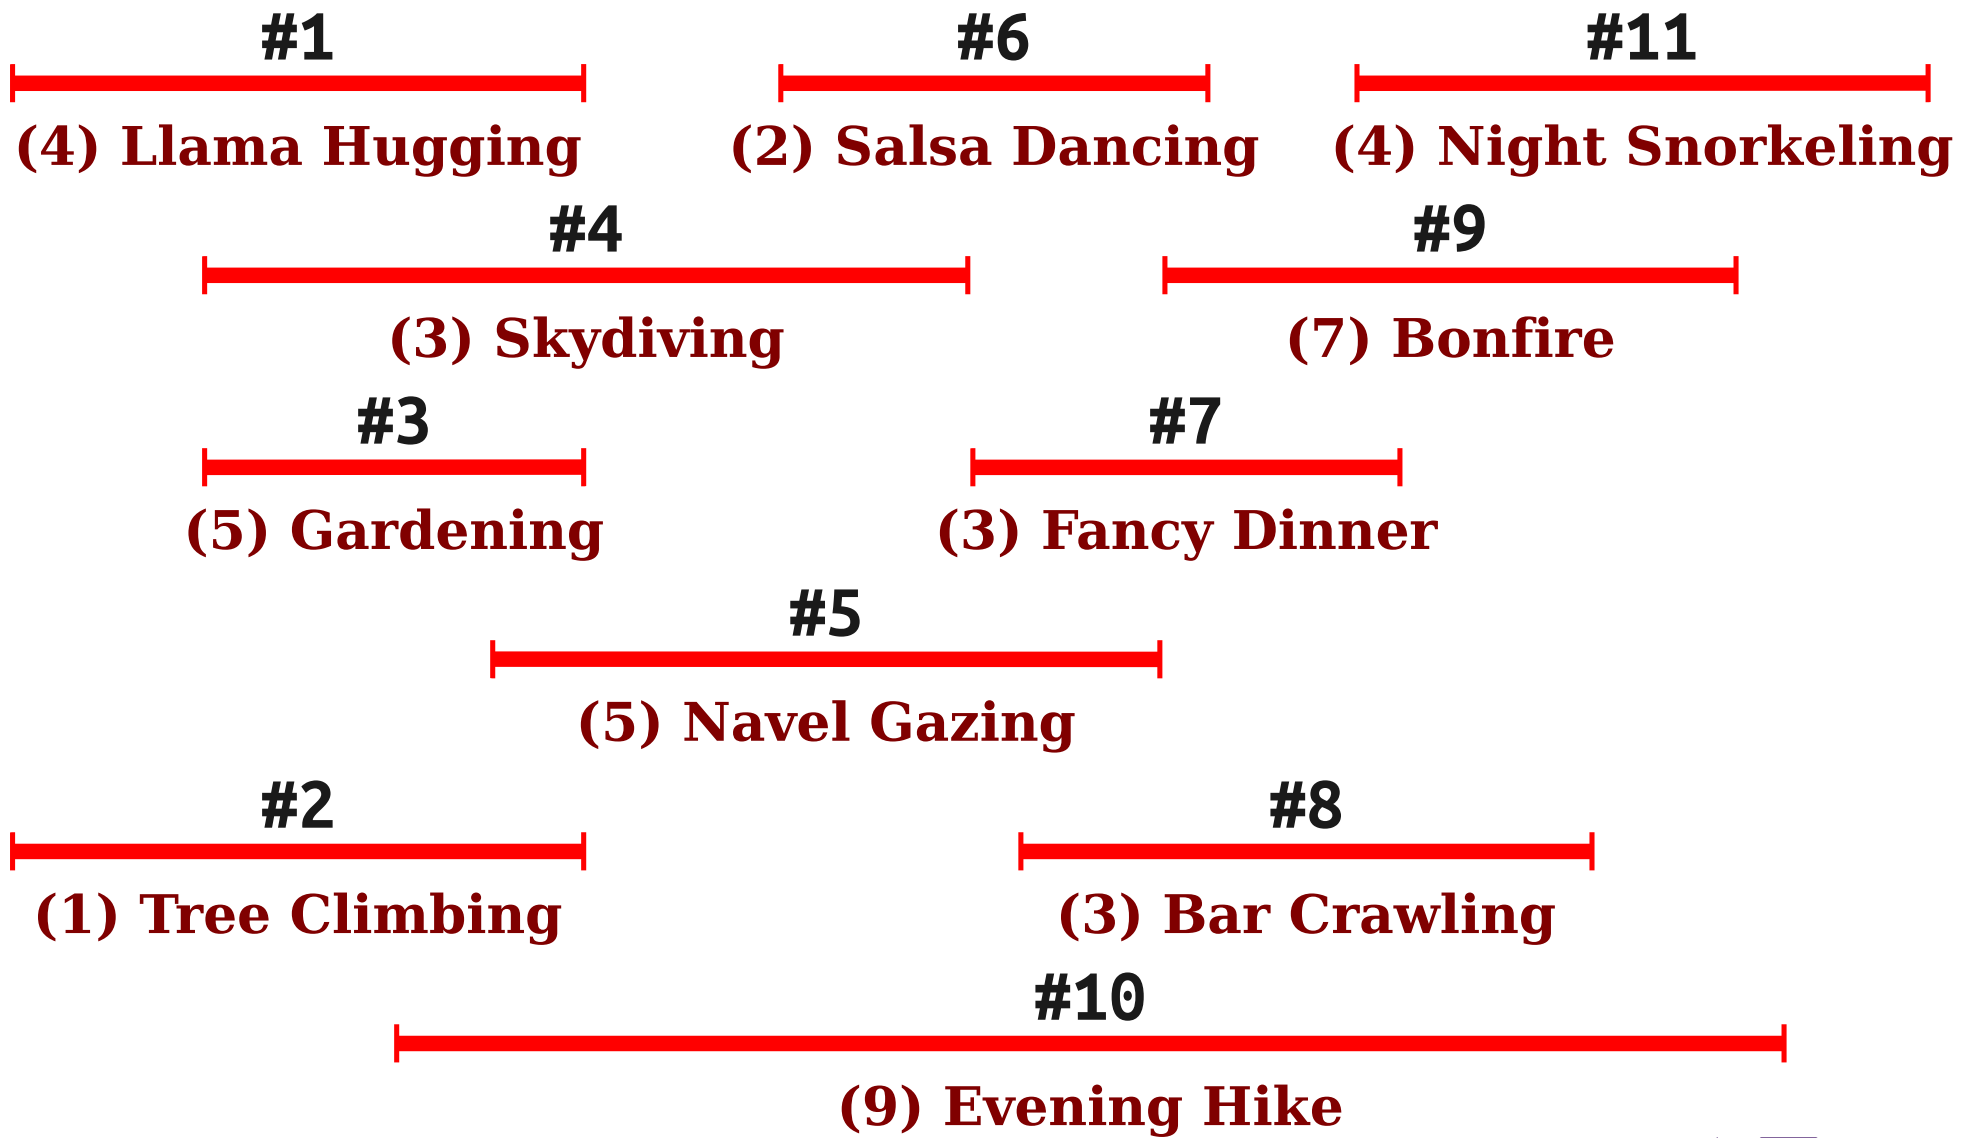 #1 #6 #11
(4) Llama Hugging (2) Salsa Dancing (4) Night Snorkeling
#4 #9
(3) Skydiving (7) Bonfire
#3 #7
(5) Gardening (3) Fancy Dinner
#5
(5) Navel Gazing
#2 #8
(1) Tree Climbing (3) Bar Crawling
#10
(9) Evening Hike